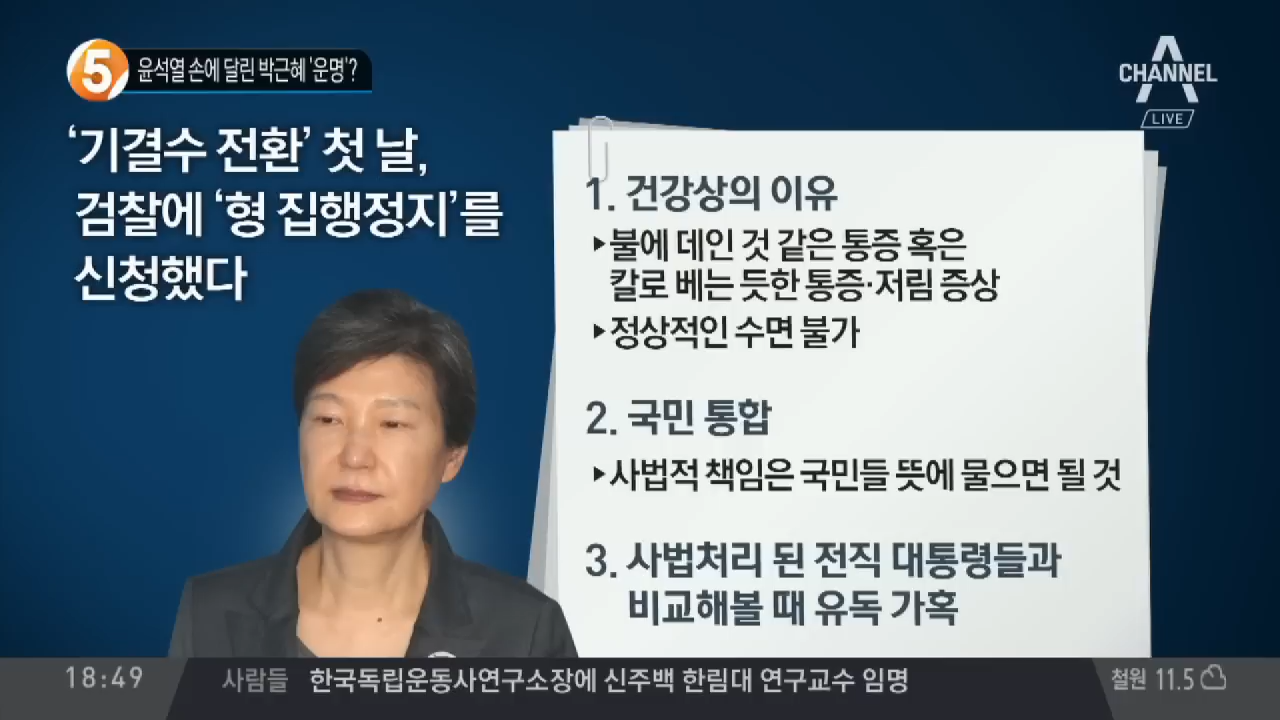 5 윤석열 손에 달린 박근혜 '운명'?
CHANNEL A
LIVE
‘기결수 전환’ 첫 날,
검찰에 ‘형 집행정지’를
신청했다
1. 건강상의 이유
▸불에 데인 것 같은 통증 혹은
칼로 베는 듯한 통증·저림 증상
▸정상적인 수면 불가
2. 국민 통합
▸사법적 책임은 국민들 뜻에 물으면 될 것
3. 사법처리 된 전직 대통령들과
비교해볼 때 유독 가혹
18:49 사람들 한국독립운동사연구소장에 신주백 한림대 연구교수 임명 철원 11.5